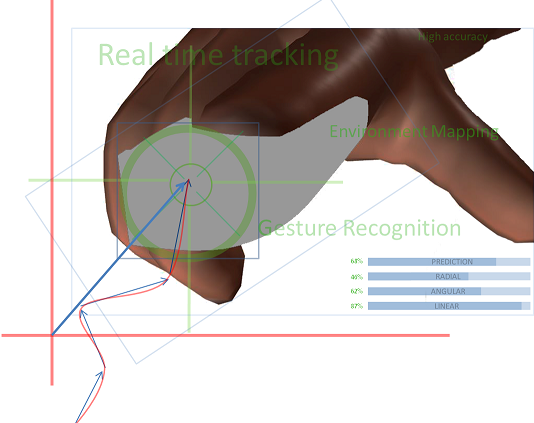 High accuracy
Real time tracking
Environment Mapping
Gesture Recognition
68% PREDICTION
46% RADIAL
62% ANGULAR
87% LINEAR